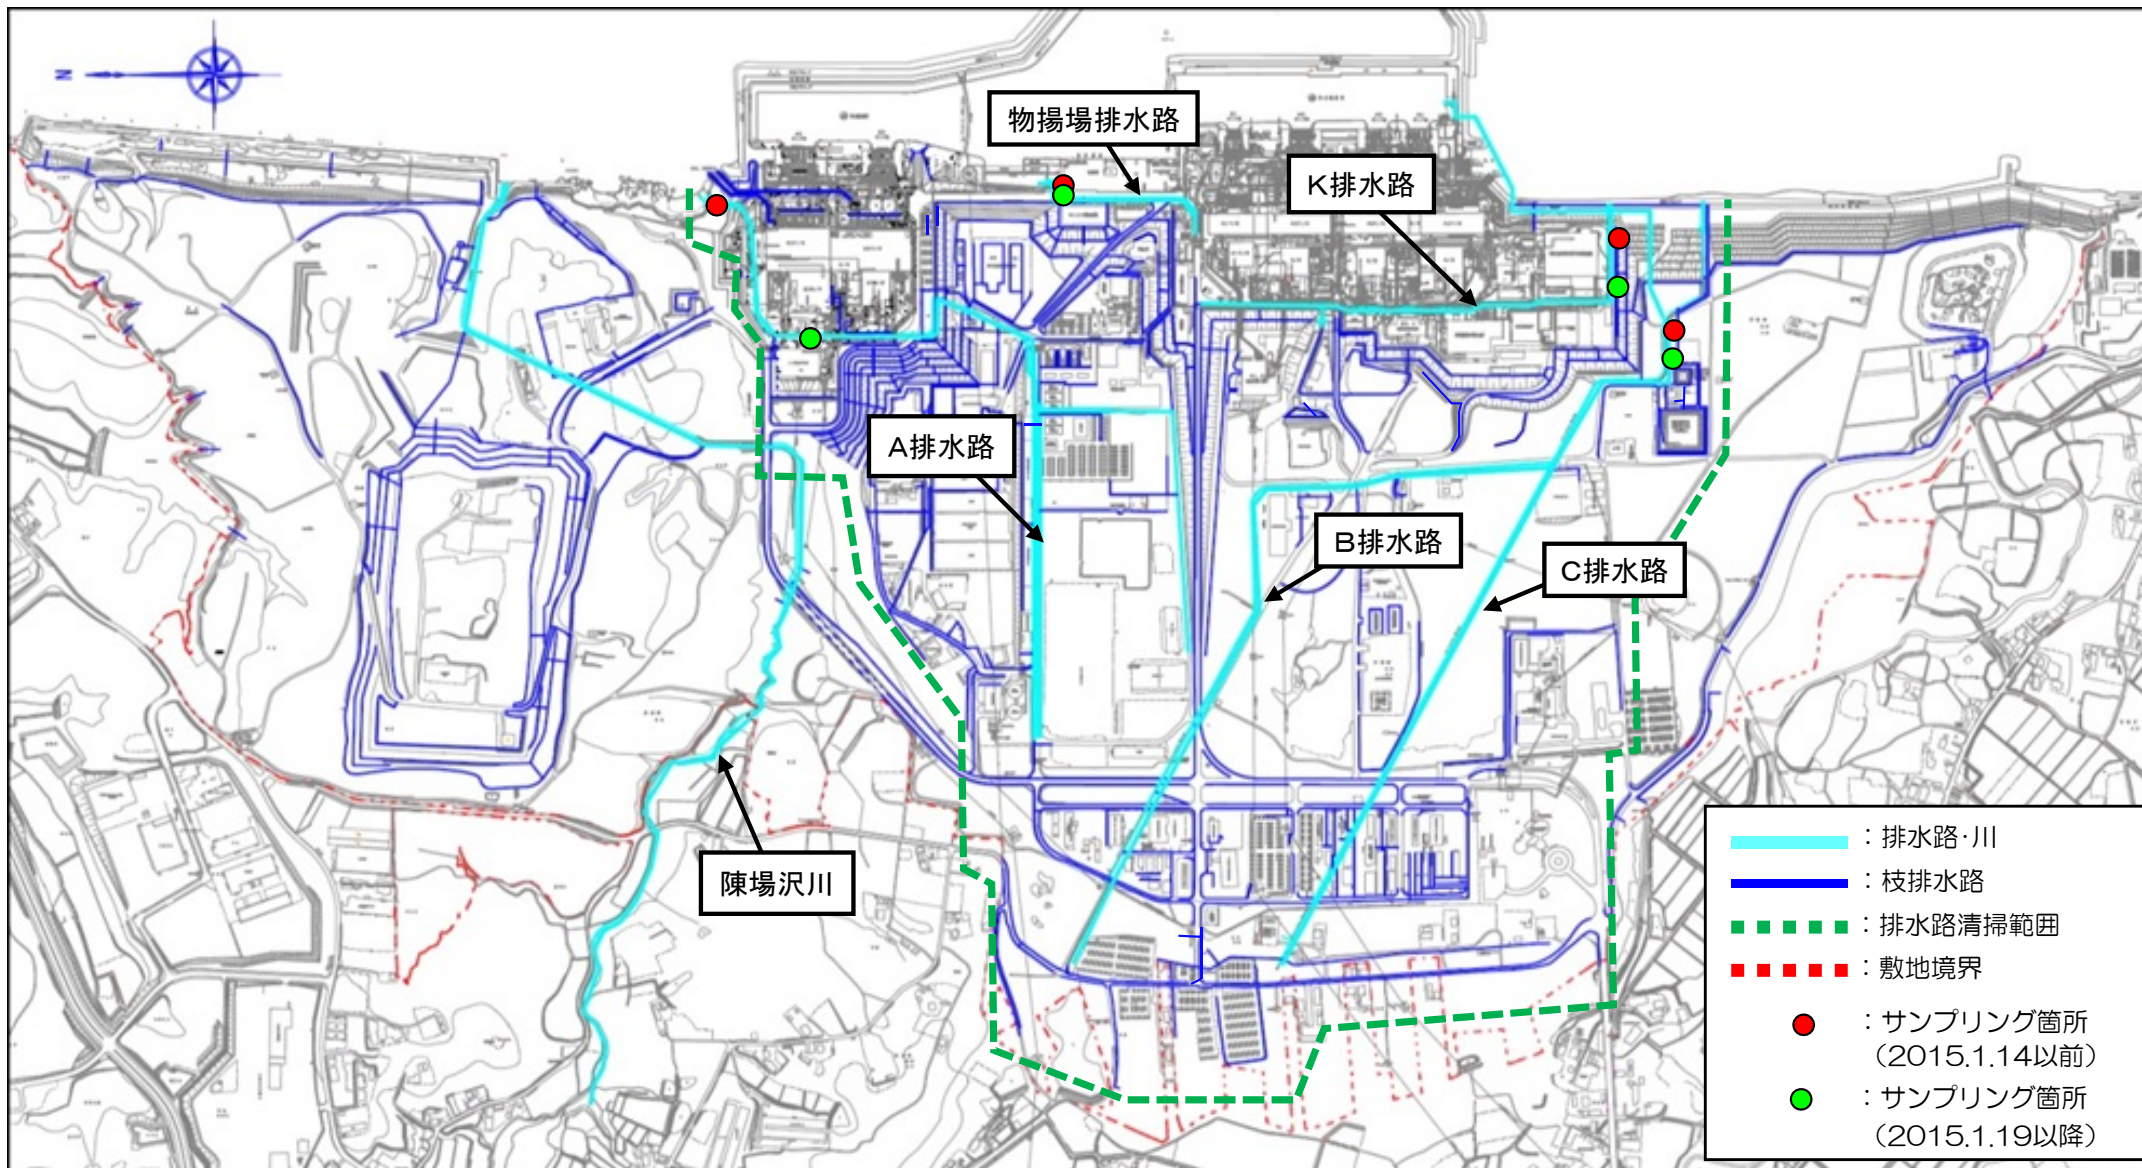 N
物揚場排水路
K排水路
A排水路
B排水路
C排水路
陳場沢川
：排水路・川
：枝排水路
：排水路清掃範囲
：敷地境界
：サンプリング箇所
（2015.1.14以前）
：サンプリング箇所
（2015.1.19以降）